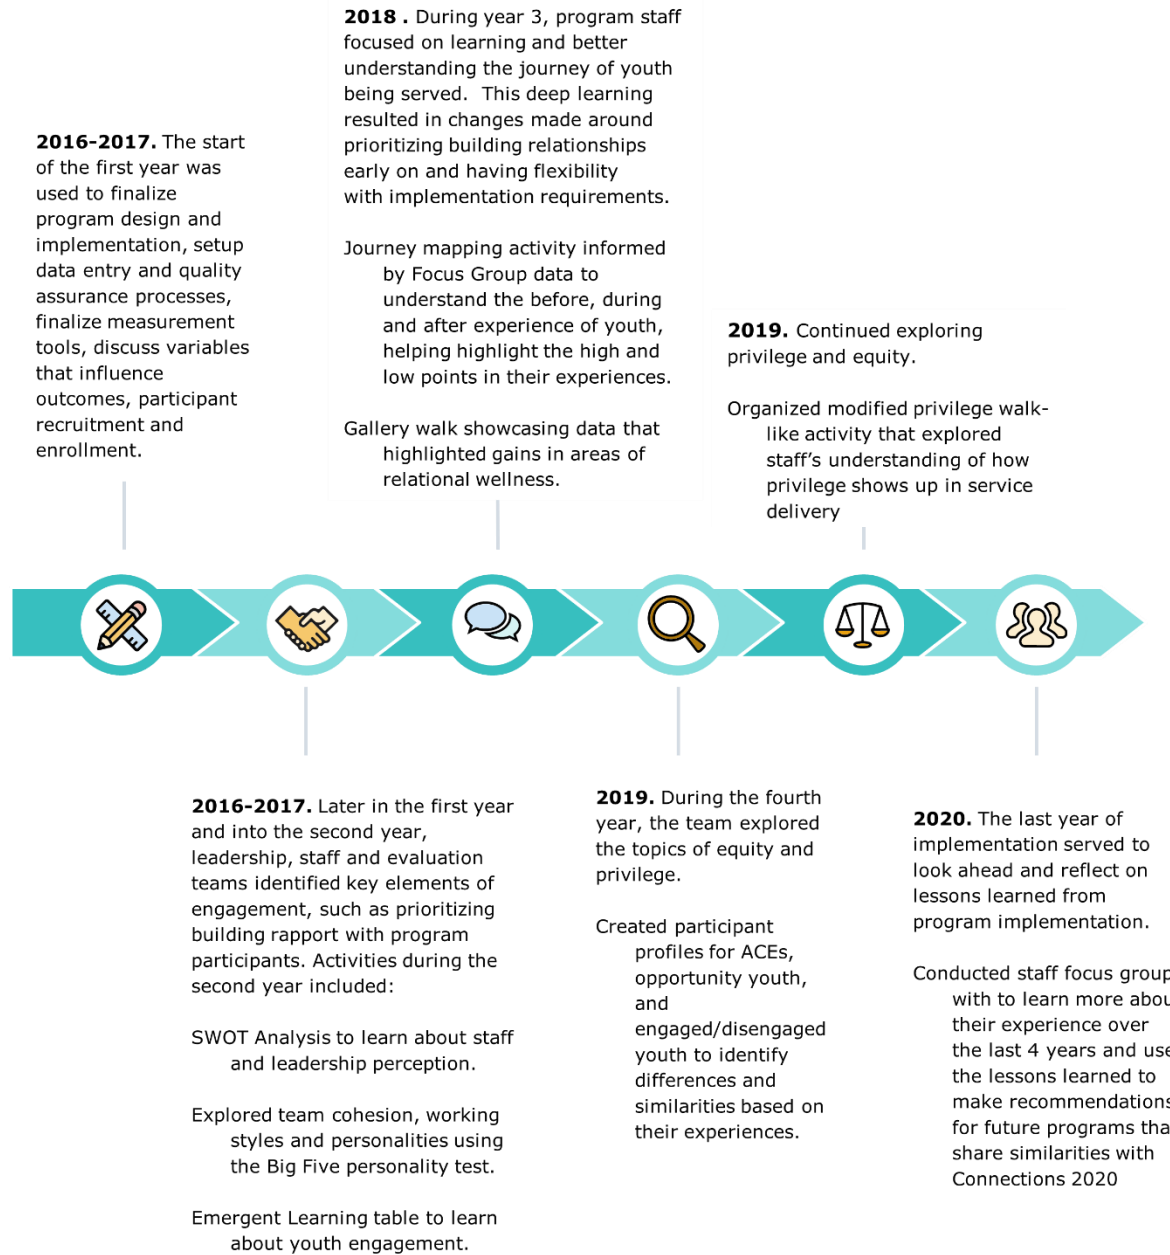 2016-2017. The start
of the first year was
used to finalize
program design and
implementation, setup
data entry and quality
assurance processes,
finalize measurement
tools, discuss variables
that influence
outcomes, participant
recruitment and
enrollment.
2018 . During year 3, program staff
focused on learning and better
understanding the journey of youth
being served. This deep learning
resulted in changes made around
prioritizing building relationships
early on and having flexibility
with implementation requirements.
Journey mapping activity informed
by Focus Group data to
understand the before, during
and after experience of youth,
helping highlight the high and
low points in their experiences.
Gallery walk showcasing data that
highlighted gains in areas of
relational wellness.
2019. Continued exploring
privilege and equity.
Organized modified privilege walk-
like activity that explored
staff's understanding of how
privilege shows up in service
delivery
2016-2017. Later in the first year
and into the second year,
leadership, staff and evaluation
teams identified key elements of
engagement, such as prioritizing
building rapport with program
participants. Activities during the
second year included:
SWOT Analysis to learn about staff
and leadership perception.
Explored team cohesion, working
styles and personalities using
the Big Five personality test.
Emergent Learning table to learn
about youth engagement.
2019. During the fourth
year, the team explored
the topics of equity and
privilege.
Created participant
profiles for ACEs,
opportunity youth,
and
engaged/disengaged
youth to identify
differences and
similarities based on
their experiences.
2020. The last year of
implementation served to
look ahead and reflect on
lessons learned from
program implementation.
Conducted staff focus group
with to learn more abou
their experience over
the last 4 years and use
the lessons learned to
make recommendations
for future programs tha
share similarities with
Connections 2020